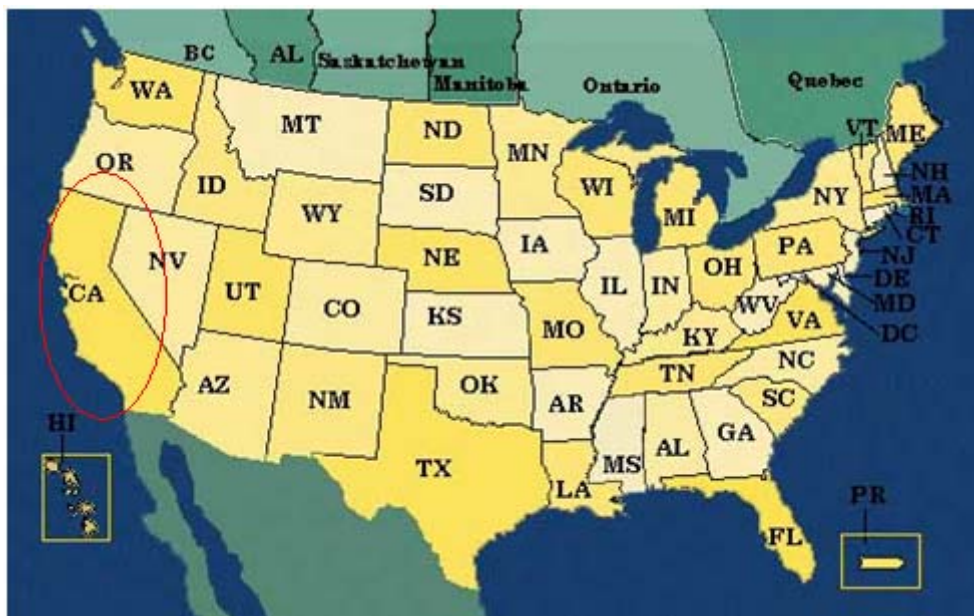 BC
AL
Saskatchewan
Manitoba
Ontario
Quebec
WA
MT
ND
MN
VT
ME
OR
ID
SD
WI
MI
NY
NH
MA
RI
CT
WY
IA
PA
NJ
NV
NE
OH
DE
CA
UT
CO
IL
IN
WV
MD
KS
MO
KY
VA
DC
AZ
NM
OK
TN
NC
AR
SC
HI
TX
MS
AL
GA
LA
PR
FL